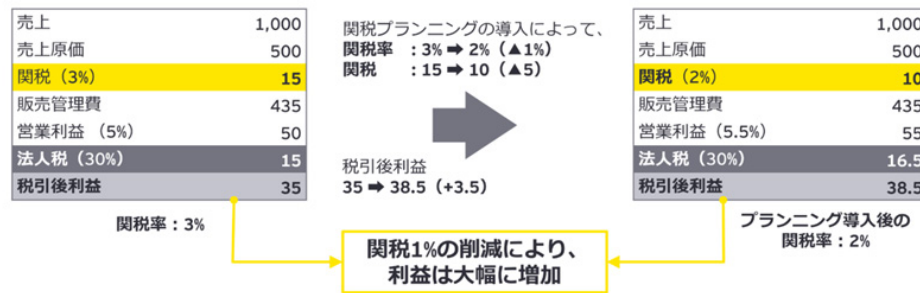 売上 1,000
売上原価 500
関税（3%） 15
販売管理費 435
営業利益 （5%） 50
法人税（30%） 15
税引後利益 35
関税率：3%
関税プランニングの導入によって、
関税率 ：3% ➡ 2%（▲1%）
関税 ：15 ➡ 10（▲5）
税引後利益
35 ➡ 38.5（+3.5）
売上 1,000
売上原価 500
関税（2%） 10
販売管理費 435
営業利益（5.5%） 55
法人税（30%） 16.5
税引後利益 38.5
プランニング導入後の
関税率：2%
関税1%の削減により、
利益は大幅に増加